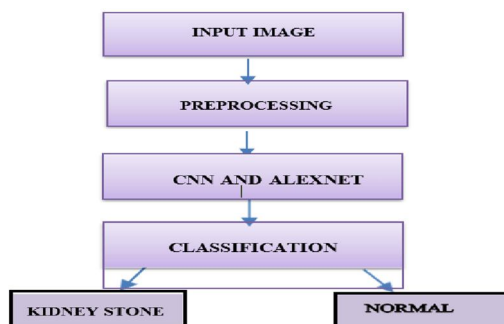 INPUT IMAGE
PREPROCESSING
CNN AND ALEXNET
CLASSIFICATION
KIDNEY STONE
NORMAL